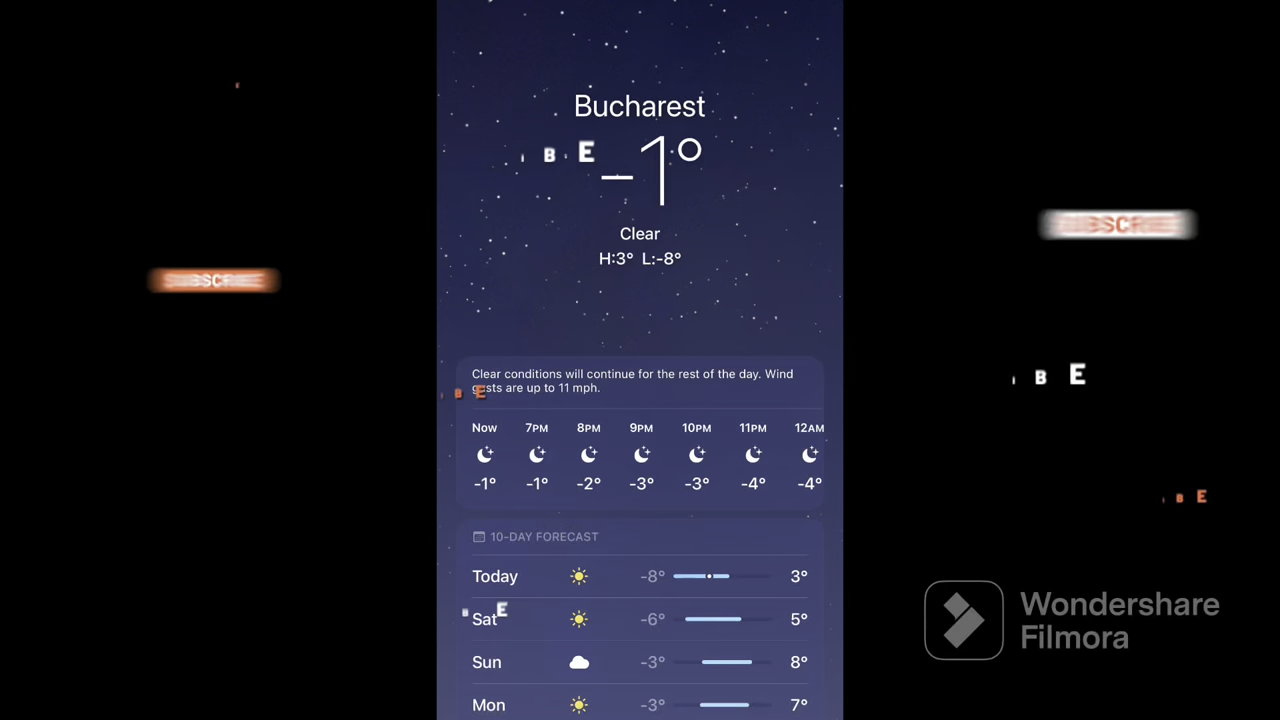 Bucharest
-1°
Clear
H:3° L:-8°
Clear conditions will continue for the rest of the day. Wind
gusts are up to 11 mph.
Now 7PM 8PM 9PM 10PM 11PM 12AM
-1° -1° -2° -3° -3° -4° -4°
10-DAY FORECAST
Today -8° 3°
Sat -6° 5°
Sun -3° 8°
Mon -3° 7°
SUBSCRIBE
SUBSCRIBE
B E
B E
B E
B E
B E
Wondershare
Filmora